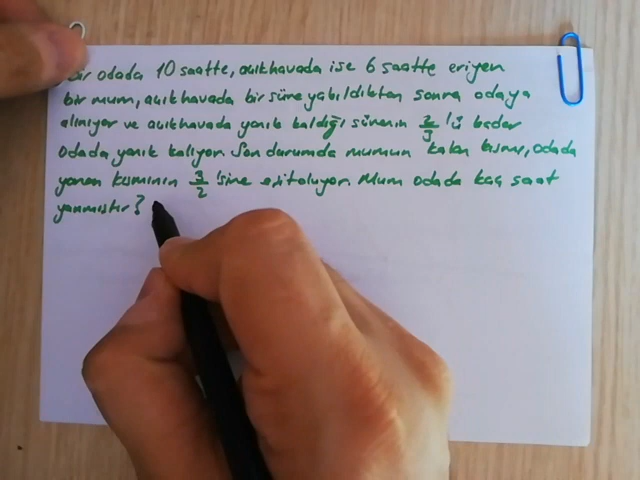 Bir odada 10 saatte, açıkhavada ise 6 saatte eriyen
bir mum, açıkhavada bir süre yakıldıktan sonra odaya
alınıyor ve açıkhavada yanık kaldığı sürenin 2/3 'ü kadar
odada yanık kalıyor. Son durumda mumun kalan kısmı, odada
yanan kısmının 3/2 'sine eşit oluyor. Mum odada kaç saat
yanmıştır?